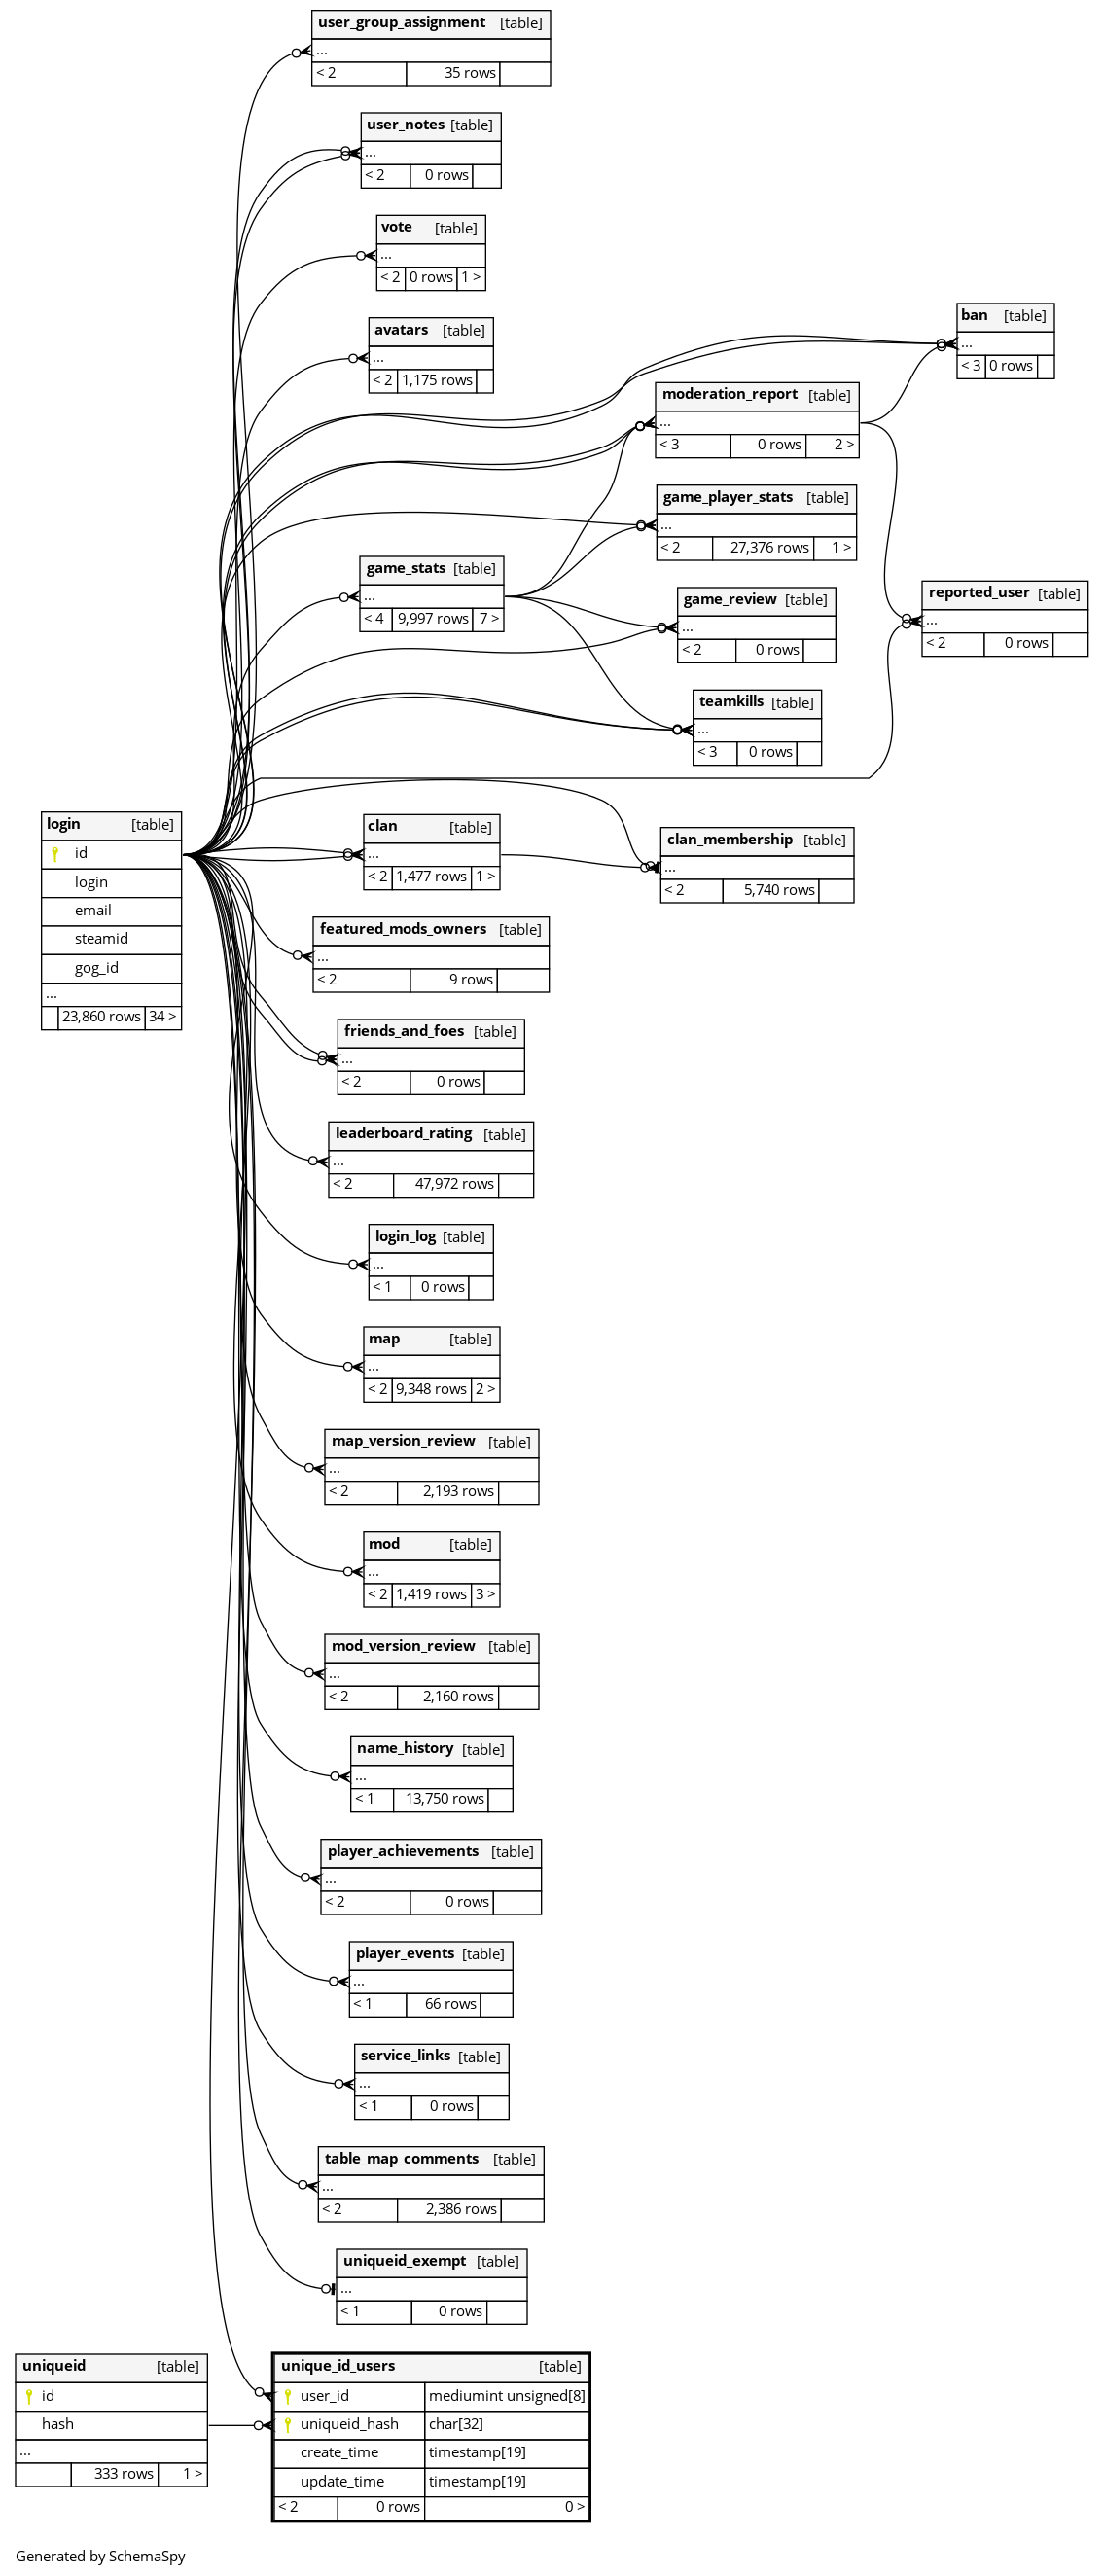 user_group_assignment [table]
...
< 2 35 rows
user_notes [table]
...
< 2 0 rows
vote [table]
...
< 2 0 rows 1 >
avatars [table]
...
< 2 1,175 rows
ban [table]
...
< 3 0 rows
moderation_report [table]
...
< 3 0 rows 2 >
game_player_stats [table]
...
< 2 27,376 rows 1 >
game_stats [table]
...
< 4 9,997 rows 7 >
game_review [table]
...
< 2 0 rows
reported_user [table]
...
< 2 0 rows
teamkills [table]
...
< 3 0 rows
login [table]
id
login
email
steamid
gog_id
...
23,860 rows 34 >
clan [table]
...
< 2 1,477 rows 1 >
clan_membership [table]
...
< 2 5,740 rows
featured_mods_owners [table]
...
< 2 9 rows
friends_and_foes [table]
...
< 2 0 rows
leaderboard_rating [table]
...
< 2 47,972 rows
login_log [table]
...
< 1 0 rows
map [table]
...
< 2 9,348 rows 2 >
map_version_review [table]
...
< 2 2,193 rows
mod [table]
...
< 2 1,419 rows 3 >
mod_version_review [table]
...
< 2 2,160 rows
name_history [table]
...
< 1 13,750 rows
player_achievements [table]
...
< 2 0 rows
player_events [table]
...
< 1 66 rows
service_links [table]
...
< 1 0 rows
table_map_comments [table]
...
< 2 2,386 rows
uniqueid_exempt [table]
...
< 1 0 rows
uniqueid [table]
id
hash
...
333 rows 1 >
unique_id_users [table]
user_id mediumint unsigned[8]
uniqueid_hash char[32]
create_time timestamp[19]
update_time timestamp[19]
< 2 0 rows 0 >
Generated by SchemaSpy